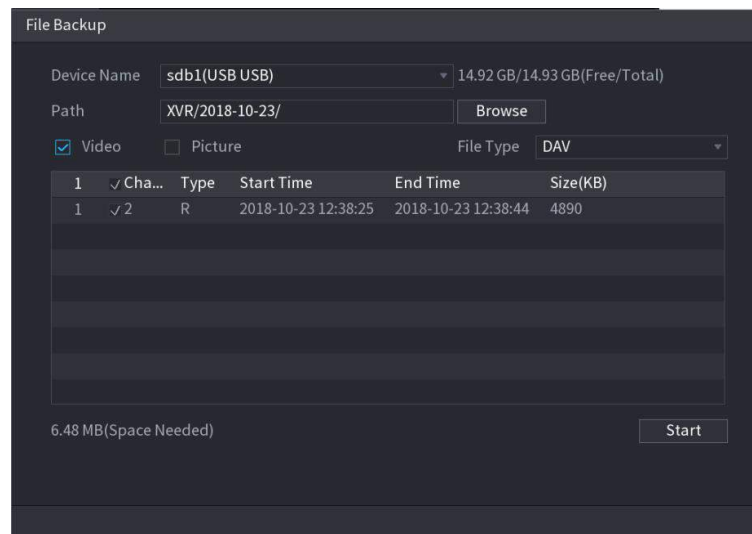 File Backup
Device Name sdb1(USB USB) 14.92 GB/14.93 GB(Free/Total)
Path XVR/2018-10-23/ Browse
Video Picture File Type DAV
1 Cha... Type Start Time End Time Size(KB)
1 2 R 2018-10-23 12:38:25 2018-10-23 12:38:44 4890
6.48 MB(Space Needed) Start